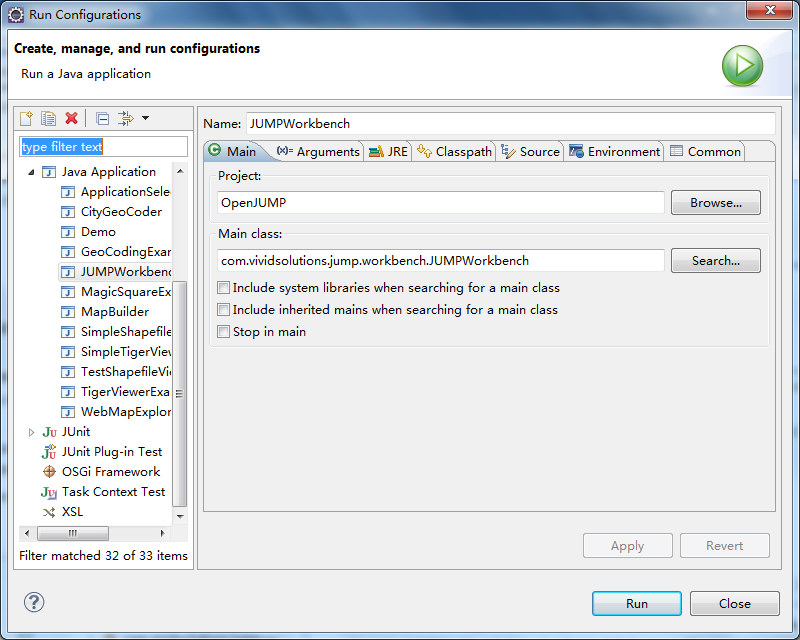 Run Configurations
Create, manage, and run configurations
Run a Java application
type filter text
Java Application
ApplicationSele
CityGeoCoder
Demo
GeoCodingExar
JUMPWorkbenc
MagicSquareEx
MapBuilder
SimpleShapefile
SimpleTigerViev
TestShapefileVi
TigerViewerExa
WebMapExplor
JUnit
JUnit Plug-in Test
OSGi Framework
Task Context Test
XSL
Filter matched 32 of 33 items
Name: JUMPWorkbench
Main (x)= Arguments JRE Classpath Source Environment Common
Project:
OpenJUMP Browse...
Main class:
com.vividsolutions.jump.workbench.JUMPWorkbench Search...
Include system libraries when searching for a main class
Include inherited mains when searching for a main class
Stop in main
Apply Revert
? Run Close